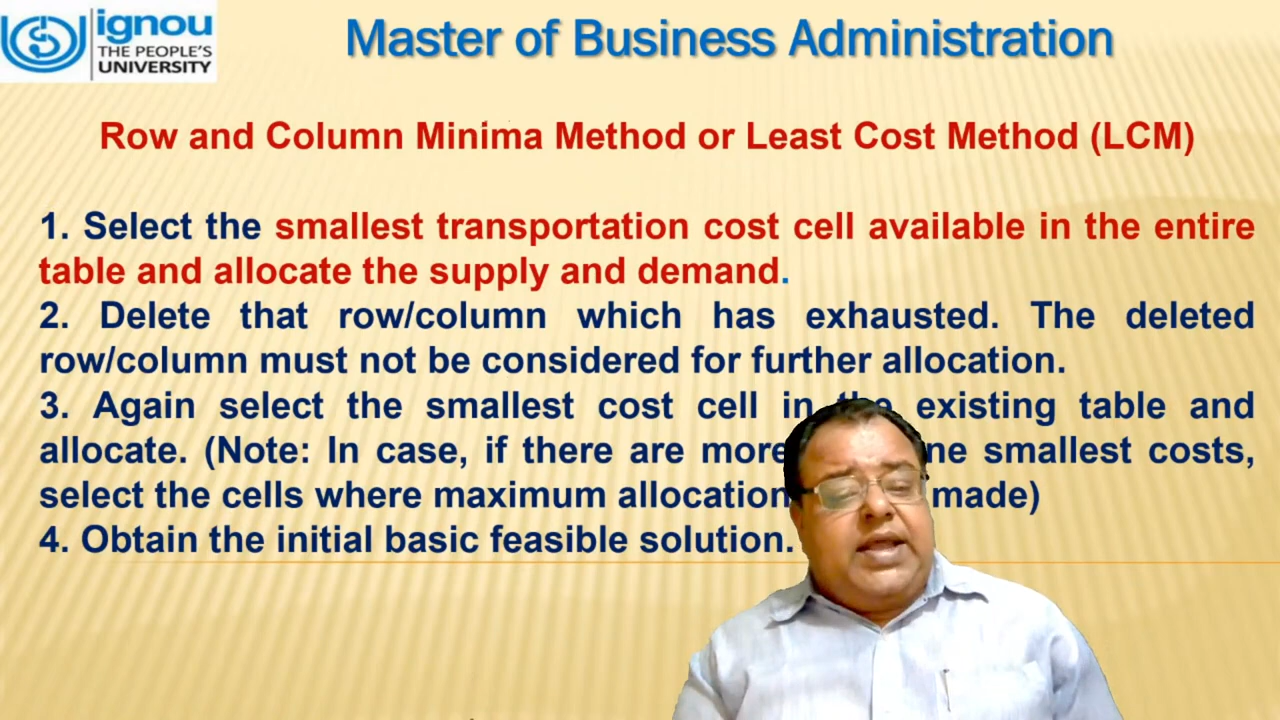 ignou
THE PEOPLE'S
UNIVERSITY
Master of Business Administration
Row and Column Minima Method or Least Cost Method (LCM)
1. Select the smallest transportation cost cell available in the entire
table and allocate the supply and demand.
2. Delete that row/column which has exhausted. The deleted
row/column must not be considered for further allocation.
3. Again select the smallest cost cell in the existing table and
allocate. (Note: In case, if there are more smallest costs,
select the cells where maximum allocation made)
4. Obtain the initial basic feasible solution.